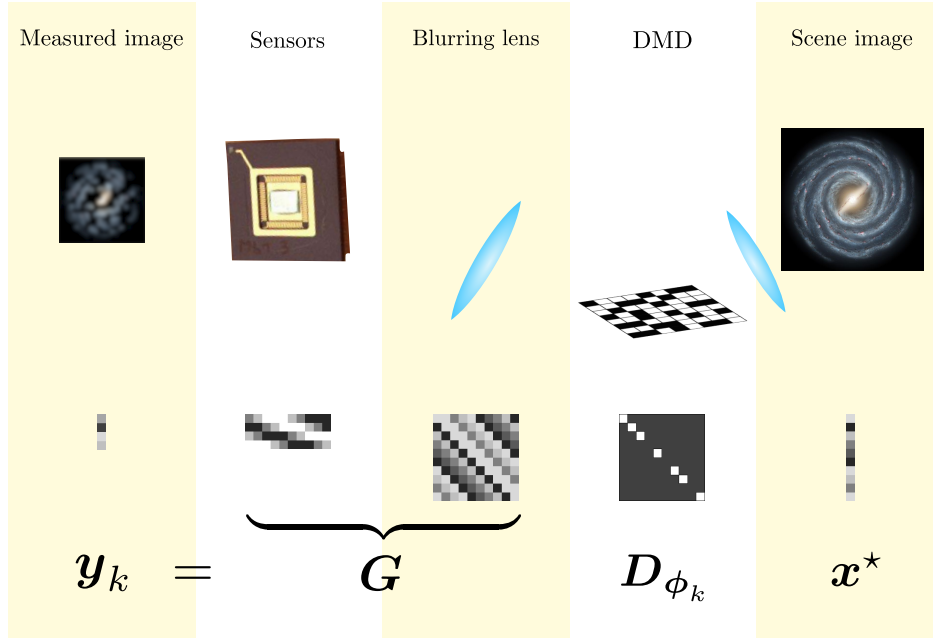 Measured image Sensors Blurring lens DMD Scene image
y_k = G D_{ϕ_k} x^⋆